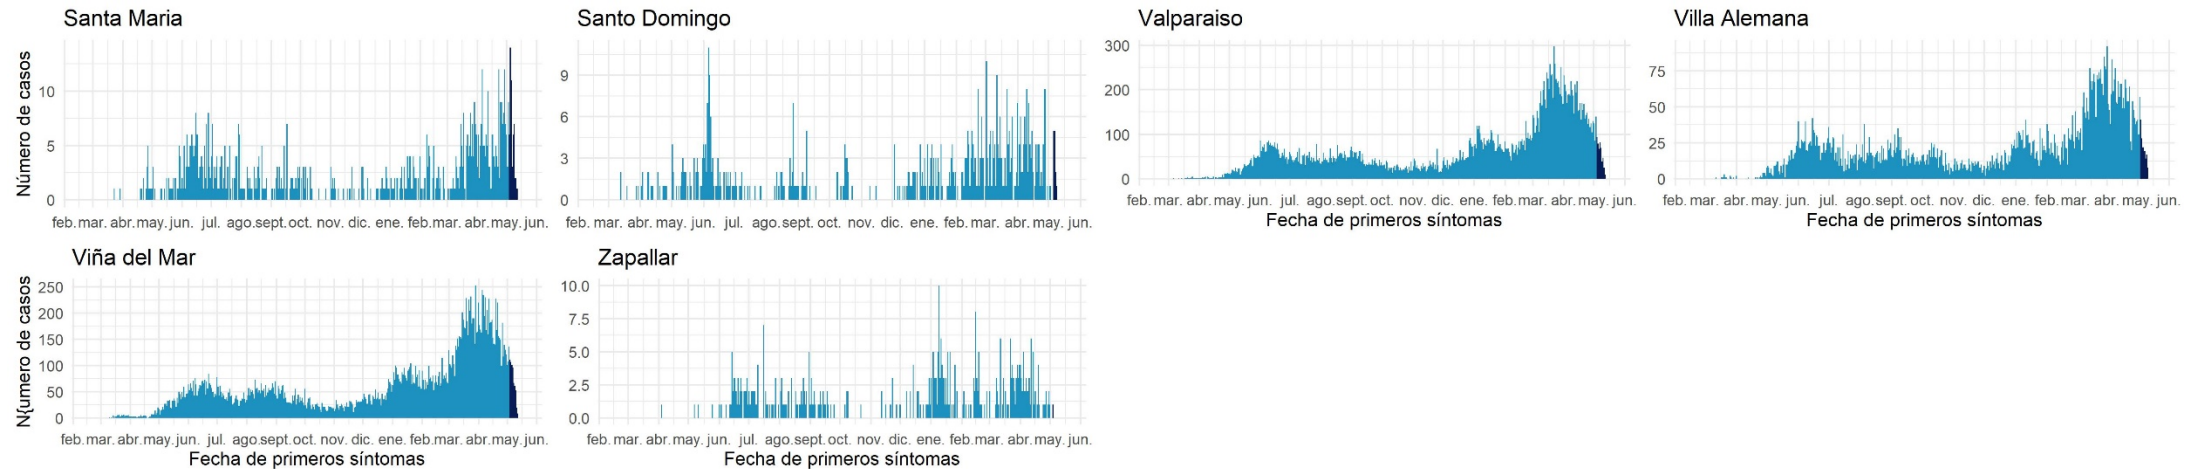 Santa Maria
Número de casos
10
5
0
feb. mar. abr. may. jun. jul. ago. sept. oct. nov. dic. ene. feb. mar. abr. may. jun.
Santo Domingo
9
6
3
0
feb. mar. abr. may. jun. jul. ago. sept. oct. nov. dic. ene. feb. mar. abr. may. jun.
Valparaiso
300
200
100
0
feb. mar. abr. may. jun. jul. ago. sept. oct. nov. dic. ene. feb. mar. abr. may. jun.
Fecha de primeros síntomas
Villa Alemana
75
50
25
0
feb. mar. abr. may. jun. jul. ago. sept. oct. nov. dic. ene. feb. mar. abr. may. jun.
Fecha de primeros síntomas
Viña del Mar
N{umero de casos
250
200
150
100
50
0
feb. mar. abr. may. jun. jul. ago. sept. oct. nov. dic. ene. feb. mar. abr. may. jun.
Fecha de primeros síntomas
Zapallar
10.0
7.5
5.0
2.5
0.0
feb. mar. abr. may. jun. jul. ago. sept. oct. nov. dic. ene. feb. mar. abr. may. jun.
Fecha de primeros síntomas